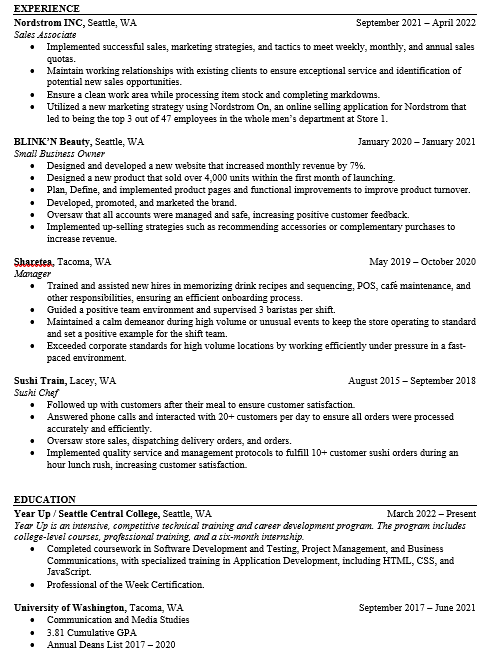 EXPERIENCE
Nordstrom INC, Seattle, WA September 2021 – April 2022
Sales Associate
• Implemented successful sales, marketing strategies, and tactics to meet weekly, monthly, and annual sales
quotas.
• Maintain working relationships with existing clients to ensure exceptional service and identification of
potential new sales opportunities.
• Ensure a clean work area while processing item stock and completing markdowns.
• Utilized a new marketing strategy using Nordstrom On, an online selling application for Nordstrom that
led to being the top 3 out of 47 employees in the whole men's department at Store 1.
BLINK'N Beauty, Seattle, WA January 2020 – January 2021
Small Business Owner
• Designed and developed a new website that increased monthly revenue by 7%.
• Designed a new product that sold over 4,000 units within the first month of launching.
• Plan, Define, and implemented product pages and functional improvements to improve product turnover.
• Developed, promoted, and marketed the brand.
• Oversaw that all accounts were managed and safe, increasing positive customer feedback.
• Implemented up-selling strategies such as recommending accessories or complementary purchases to
increase revenue.
Sharetea, Tacoma, WA May 2019 – October 2020
Manager
• Trained and assisted new hires in memorizing drink recipes and sequencing, POS, café maintenance, and
other responsibilities, ensuring an efficient onboarding process.
• Guided a positive team environment and supervised 3 baristas per shift.
• Maintained a calm demeanor during high volume or unusual events to keep the store operating to standard
and set a positive example for the shift team.
• Exceeded corporate standards for high volume locations by working efficiently under pressure in a fast-
paced environment.
Sushi Train, Lacey, WA August 2015 – September 2018
Sushi Chef
• Followed up with customers after their meal to ensure customer satisfaction.
• Answered phone calls and interacted with 20+ customers per day to ensure all orders were processed
accurately and efficiently.
• Oversaw store sales, dispatching delivery orders, and orders.
• Implemented quality service and management protocols to fulfill 10+ customer sushi orders during an
hour lunch rush, increasing customer satisfaction.
EDUCATION
Year Up / Seattle Central College, Seattle, WA March 2022 – Present
Year Up is an intensive, competitive technical training and career development program. The program includes
college-level courses, professional training, and a six-month internship.
• Completed coursework in Software Development and Testing, Project Management, and Business
Communications, with specialized training in Application Development, including HTML, CSS, and
JavaScript.
• Professional of the Week Certification.
University of Washington, Tacoma, WA September 2017 – June 2021
• Communication and Media Studies
• 3.81 Cumulative GPA
• Annual Deans List 2017 – 2020